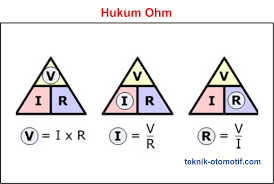 Hukum Ohm
V
I R
V
I R
V
I R
V = I x R
I = V/R
R = V/I
teknik-otomotif.com